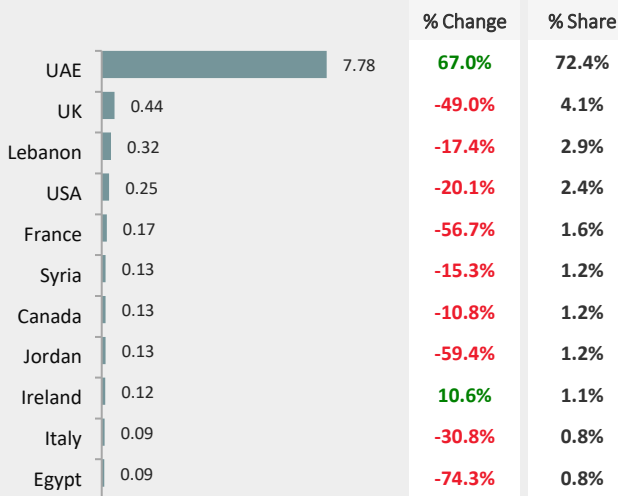 % Change % Share
UAE 7.78 67.0% 72.4%
UK 0.44 -49.0% 4.1%
Lebanon 0.32 -17.4% 2.9%
USA 0.25 -20.1% 2.4%
France 0.17 -56.7% 1.6%
Syria 0.13 -15.3% 1.2%
Canada 0.13 -10.8% 1.2%
Jordan 0.13 -59.4% 1.2%
Ireland 0.12 10.6% 1.1%
Italy 0.09 -30.8% 0.8%
Egypt 0.09 -74.3% 0.8%